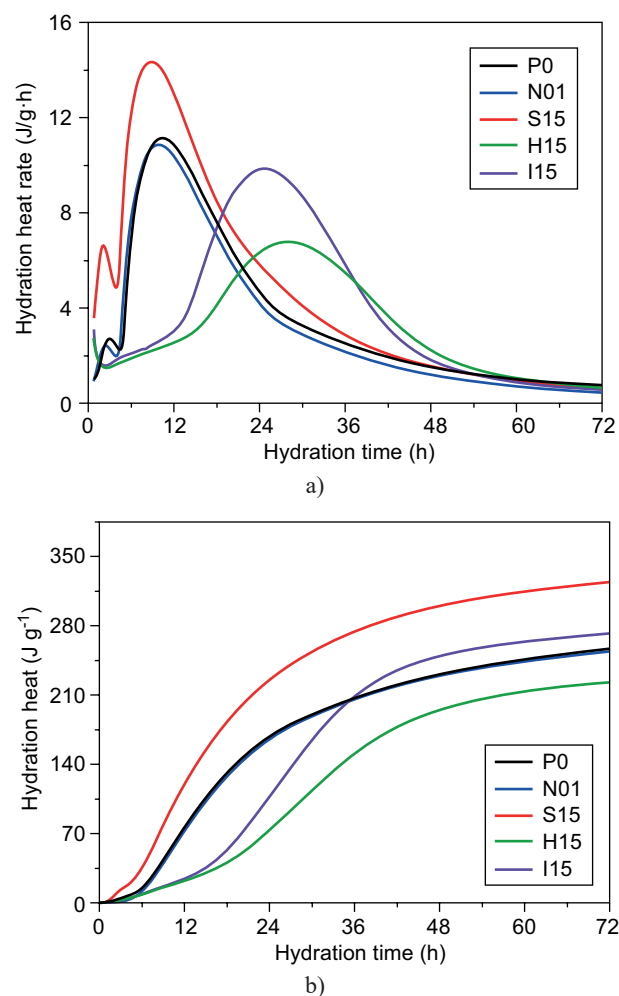 16
12
8
4
0
Hydration heat rate (J/g·h)
P0
N01
S15
H15
I15
0
12
24
36
48
60
72
Hydration time (h)
a)
350
280
210
140
70
0
Hydration heat (J g-1)
P0
N01
S15
H15
I15
0
12
24
36
48
60
72
Hydration time (h)
b)